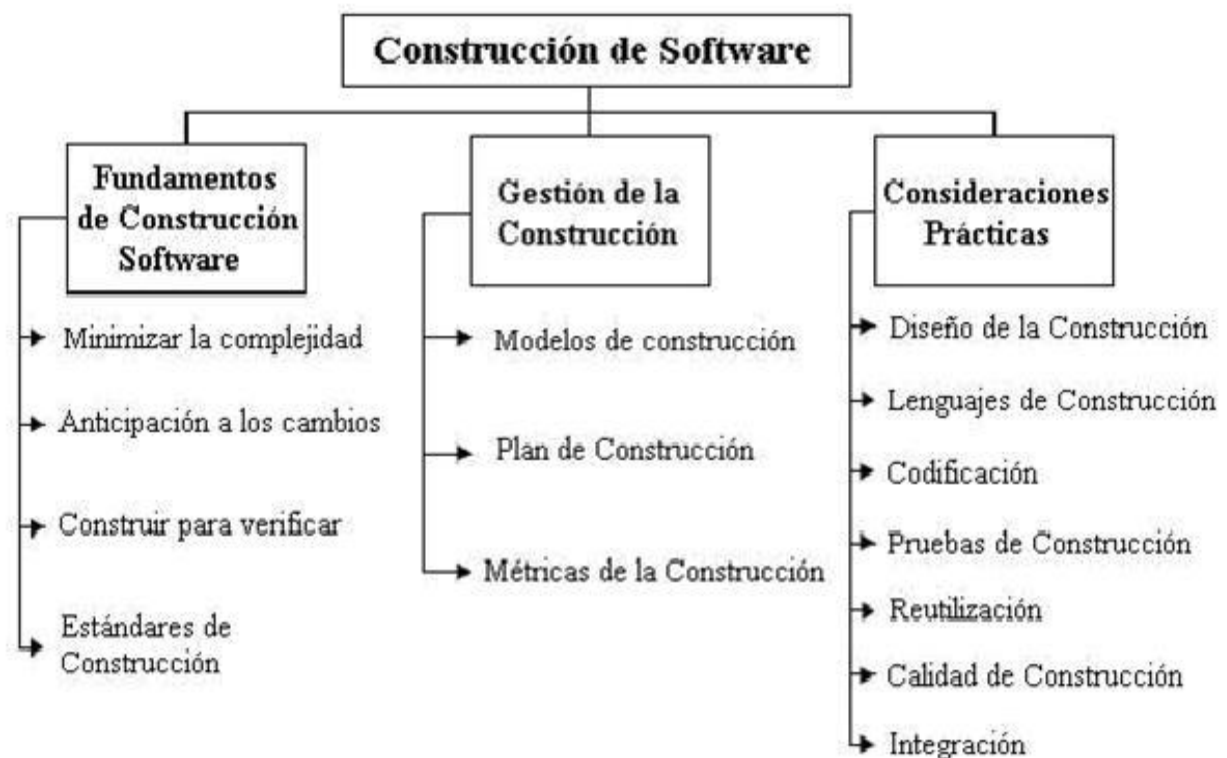 Construcción de Software
Fundamentos
de Construcción
Software
Minimizar la complejidad
Anticipación a los cambios
Construir para verificar
Estándares de
Construcción
Gestión de la
Construcción
Modelos de construcción
Plan de Construcción
Métricas de la Construcción
Consideraciones
Prácticas
Diseño de la Construcción
Lenguajes de Construcción
Codificación
Pruebas de Construcción
Reutilización
Calidad de Construcción
Integración